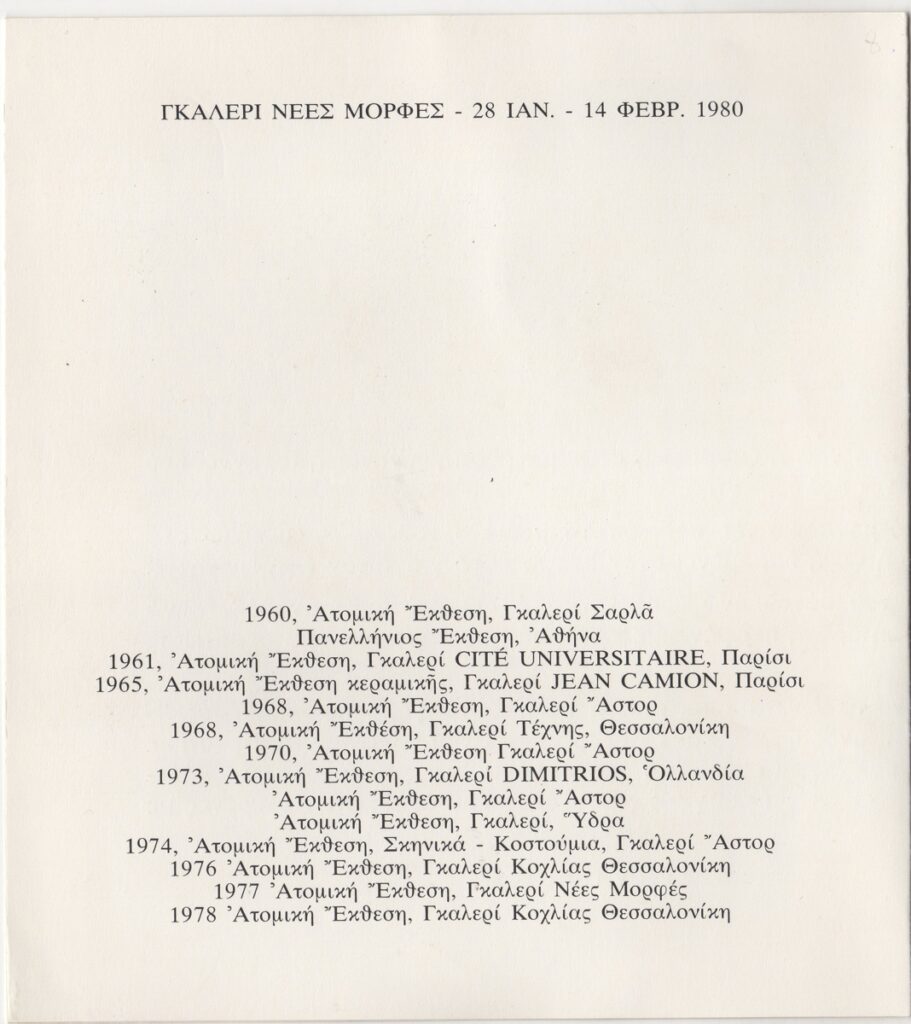 ΓΚΑΛΕΡΙ ΝΕΕΣ ΜΟΡΦΕΣ - 28 ΙΑΝ. - 14 ΦΕΒΡ. 1980
1960, Ἀτομική Ἔκθεση, Γκαλερί Σαρλᾶ
Πανελλήνιος Ἔκθεση, Ἀθήνα
1961, Ἀτομική Ἔκθεση, Γκαλερί CITÉ UNIVERSITAIRE, Παρίσι
1965, Ἀτομική Ἔκθεση κεραμικῆς, Γκαλερί JEAN CAMION, Παρίσι
1968, Ἀτομική Ἔκθεση, Γκαλερί Ἄστορ
1968, Ἀτομική Ἔκθέση, Γκαλερί Τέχνης, Θεσσαλονίκη
1970, Ἀτομική Ἔκθεση Γκαλερί Ἄστορ
1973, Ἀτομική Ἔκθεση, Γκαλερί DIMITRIOS, Ὁλλανδία
Ἀτομική Ἔκθεση, Γκαλερί Ἄστορ
Ἀτομική Ἔκθεση, Γκαλερί, Ὕδρα
1974, Ἀτομική Ἔκθεση, Σκηνικά - Κοστούμια, Γκαλερί Ἄστορ
1976 Ἀτομική Ἔκθεση, Γκαλερί Κοχλίας Θεσσαλονίκη
1977 Ἀτομική Ἔκθεση, Γκαλερί Νέες Μορφές
1978 Ἀτομική Ἔκθεση, Γκαλερί Κοχλίας Θεσσαλονίκη